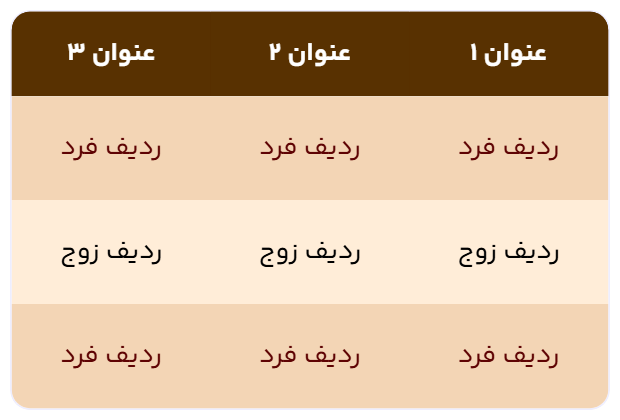 عنوان ۱ عنوان ۲ عنوان ۳
ردیف فرد ردیف فرد ردیف فرد
ردیف زوج ردیف زوج ردیف زوج
ردیف فرد ردیف فرد ردیف فرد